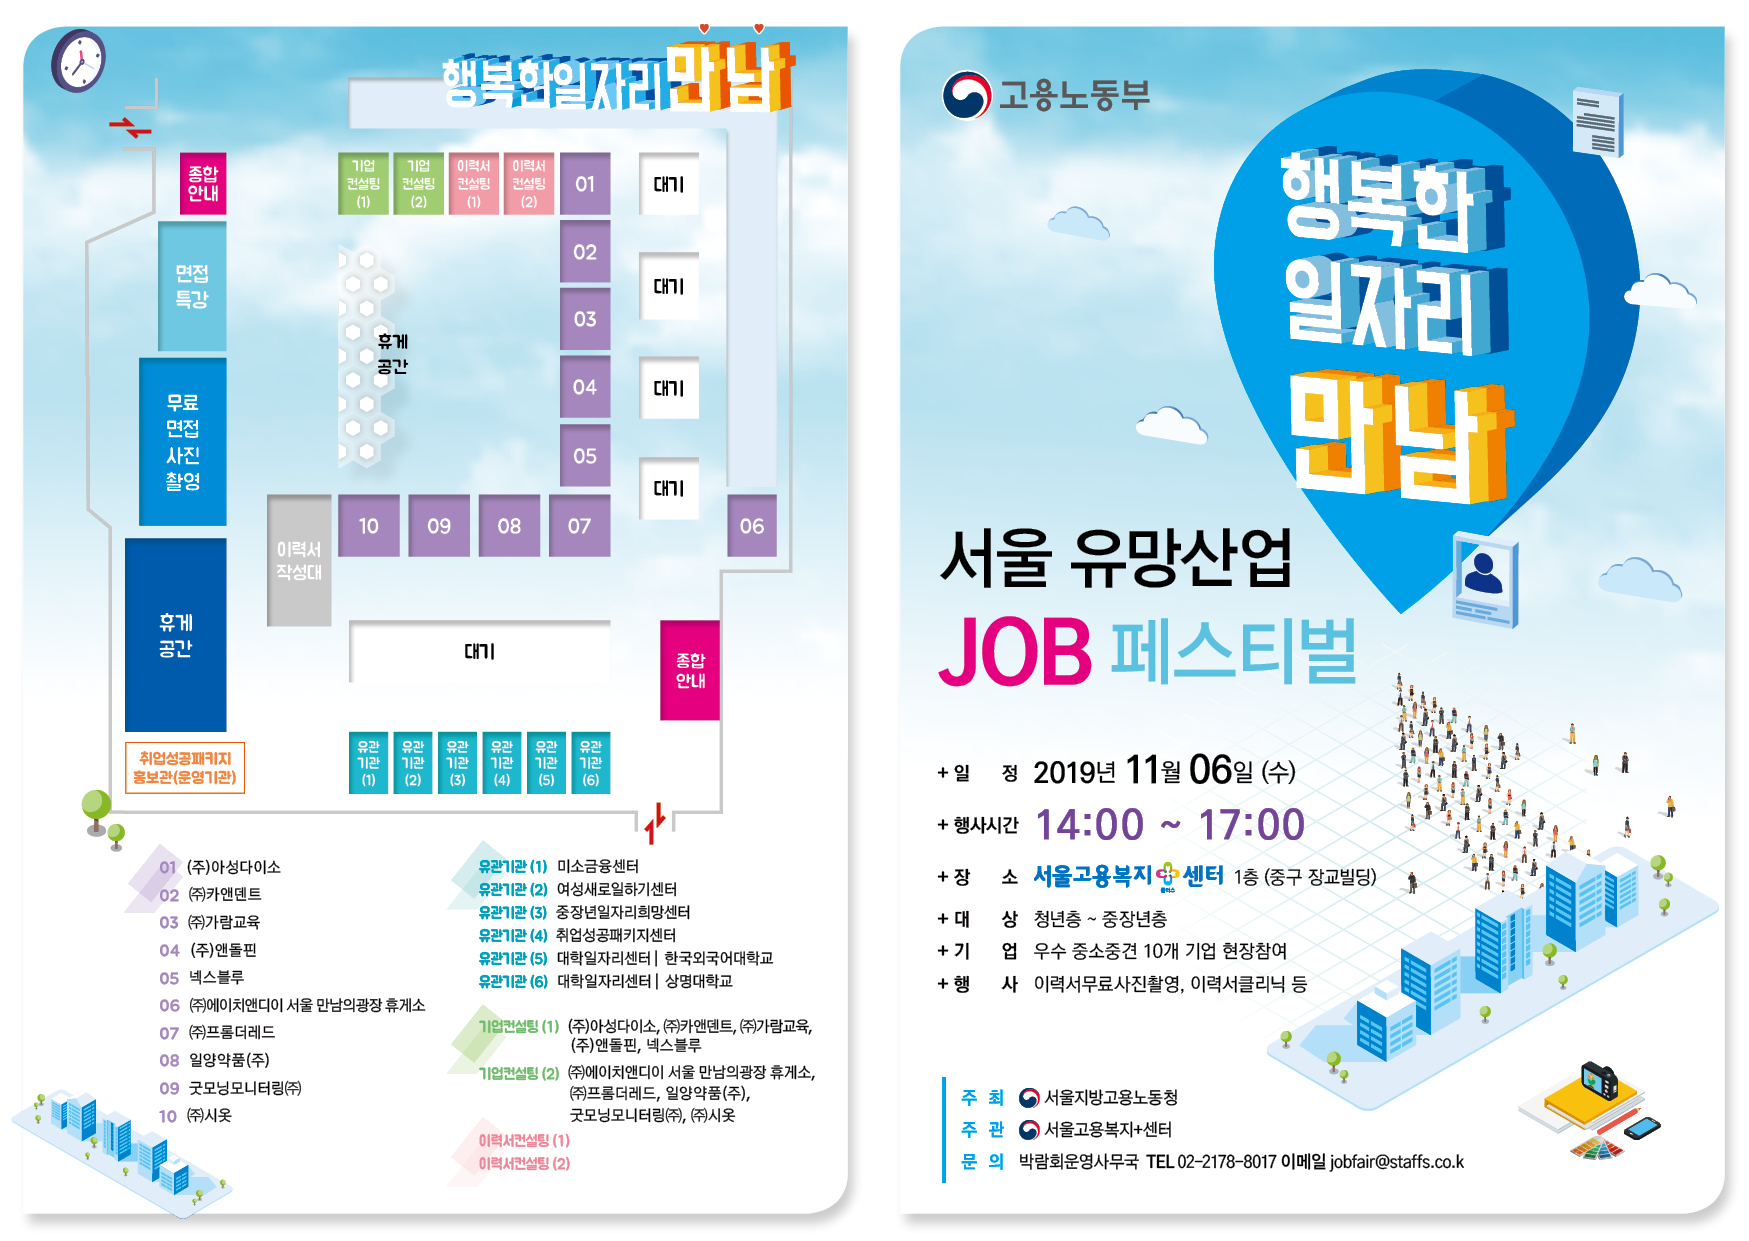 행복한일자리만남
종합
안내
기업
컨설팅
(1)
기업
컨설팅
(2)
이력서
컨설팅
(1)
이력서
컨설팅
(2)
01
대기
면접
특강
02
대기
03
휴게
공간
무료
면접
사진
촬영
04
대기
05
대기
이력서
작성대
10
09
08
07
06
휴게
공간
대기
종합
안내
취업성공패키지
홍보관(운영기관)
유관
기관
(1)
유관
기관
(2)
유관
기관
(3)
유관
기관
(4)
유관
기관
(5)
유관
기관
(6)
01 (주)아성다이소
02 ㈜카앤덴트
03 ㈜가람교육
04 (주)앤돌핀
05 넥스블루
06 ㈜에이치앤디이 서울 만남의광장 휴게소
07 ㈜프롬더레드
08 일양약품(주)
09 굿모닝모니터링㈜
10 ㈜시옷
유관기관 (1) 미소금융센터
유관기관 (2) 여성새로일하기센터
유관기관 (3) 중장년일자리희망센터
유관기관 (4) 취업성공패키지센터
유관기관 (5) 대학일자리센터 | 한국외국어대학교
유관기관 (6) 대학일자리센터 | 상명대학교
기업컨설팅 (1) (주)아성다이소, ㈜카앤덴트, ㈜가람교육,
(주)앤돌핀, 넥스블루
기업컨설팅 (2) ㈜에이치앤디이 서울 만남의광장 휴게소,
㈜프롬더레드, 일양약품(주),
굿모닝모니터링㈜, ㈜시옷
이력서컨설팅 (1)
이력서컨설팅 (2)
고용노동부
행복한
일자리
만남
서울 유망산업
JOB 페스티벌
+ 일 정 2019년 11월 06일 (수)
+ 행사시간 14:00 ~ 17:00
+ 장 소 서울고용복지플러스센터 1층 (중구 장교빌딩)
+ 대 상 청년층 ~ 중장년층
+ 기 업 우수 중소중견 10개 기업 현장참여
+ 행 사 이력서무료사진촬영, 이력서클리닉 등
주 최 서울지방고용노동청
주 관 서울고용복지+센터
문 의 박람회운영사무국 TEL 02-2178-8017 이메일 jobfair@staffs.co.k